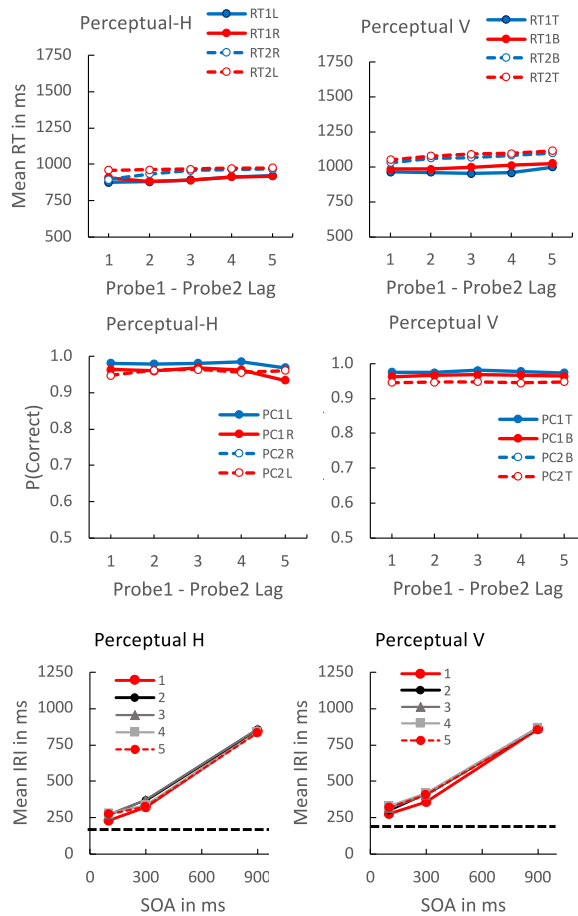 Perceptual-H
RT1L
RT1R
RT2R
RT2L
Mean RT in ms
1750
1500
1250
1000
750
500
1 2 3 4 5
Probe1 - Probe2 Lag
Perceptual V
RT1T
RT1B
RT2B
RT2T
1750
1500
1250
1000
750
500
1 2 3 4 5
Probe1 - Probe2 Lag
Perceptual-H
P(Correct)
1.0
0.9
0.8
0.7
0.6
0.5
PC1L
PC1R
PC2R
PC2L
1 2 3 4 5
Probe1 - Probe2 Lag
Perceptual V
1.0
0.9
0.8
0.7
0.6
0.5
PC1T
PC1B
PC2B
PC2T
1 2 3 4 5
Probe1 - Probe2 Lag
Perceptual H
Mean IRI in ms
1250
1000
750
500
250
0
1
2
3
4
5
0 300 600 900
SOA in ms
Perceptual V
Mean IRI in ms
1250
1000
750
500
250
0
1
2
3
4
5
0 300 600 900
SOA in ms